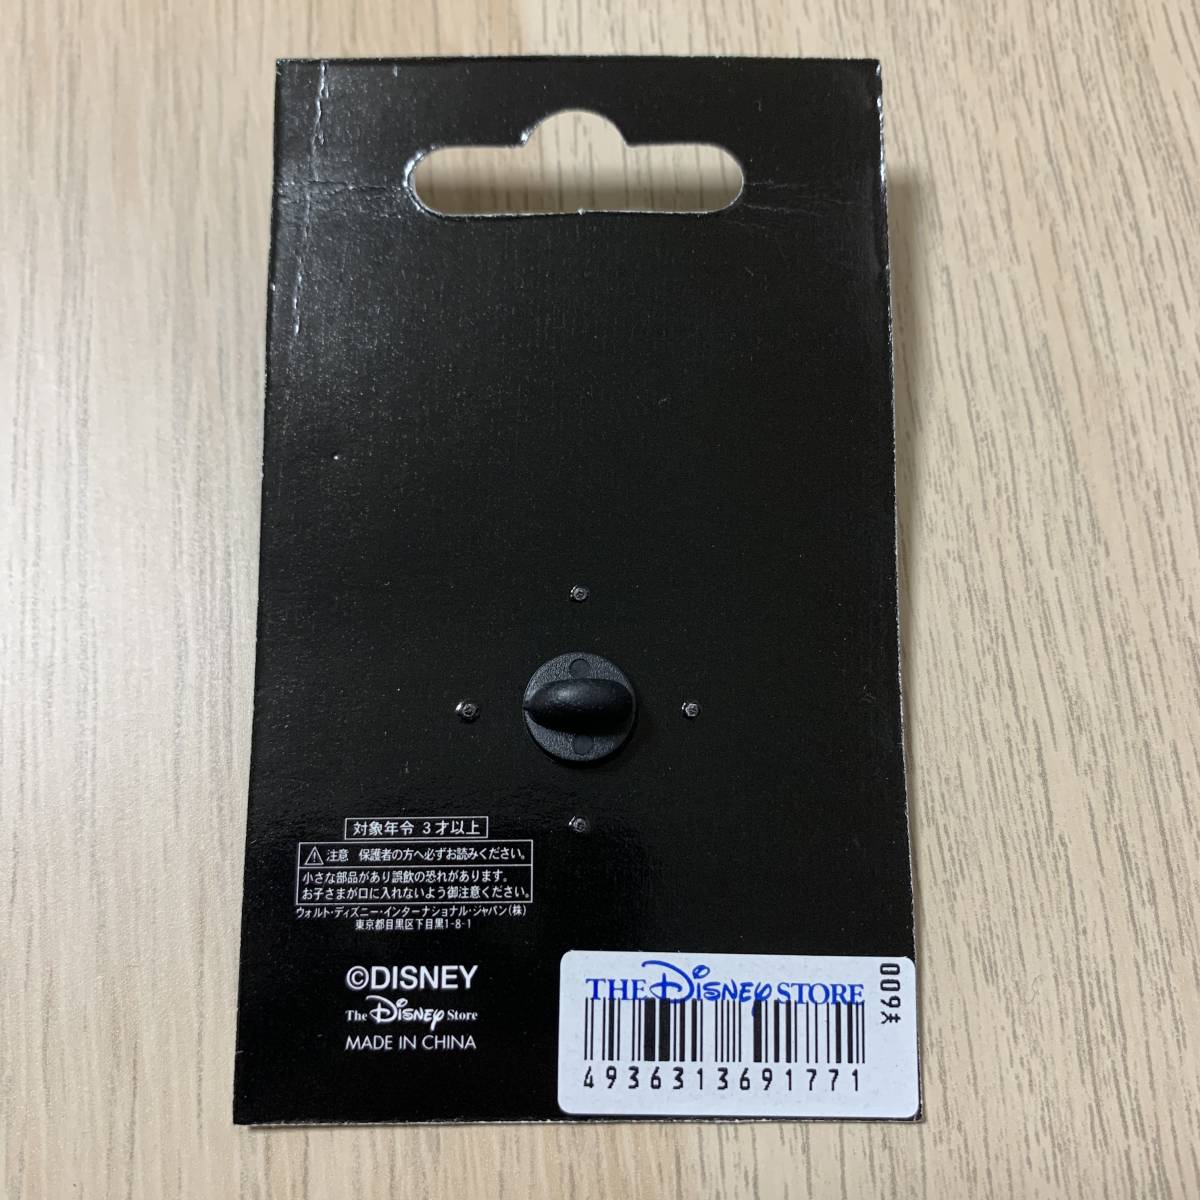 対象年令 3才以上
注意 保護者の方へ必ずお読みください。
小さな部品があり誤飲の恐れがあります。
お子さまが口に入れないよう御注意ください。
ウォルト・ディズニー・インターナショナル・ジャパン(株)
東京都目黒区下目黒1-8-1
©DISNEY
The Disney Store
MADE IN CHINA
THE Disney STORE
4936313691771
009